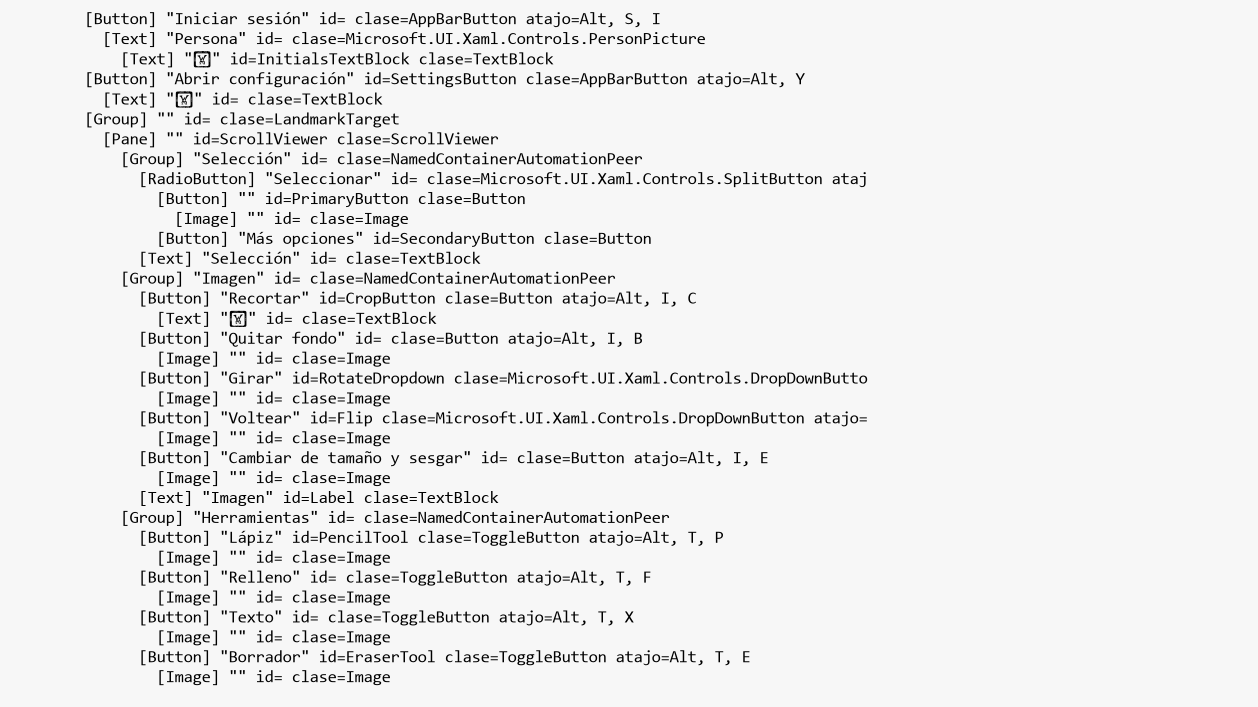 [Button] "Iniciar sesión" id= clase=AppBarButton atajo=Alt, S, I
[Text] "Persona" id= clase=Microsoft.UI.Xaml.Controls.PersonPicture
[Text] "" id=InitialsTextBlock clase=TextBlock
[Button] "Abrir configuración" id=SettingsButton clase=AppBarButton atajo=Alt, Y
[Text] "" id= clase=TextBlock
[Group] "" id= clase=LandmarkTarget
[Pane] "" id=ScrollViewer clase=ScrollViewer
[Group] "Selección" id= clase=NamedContainerAutomationPeer
[RadioButton] "Seleccionar" id= clase=Microsoft.UI.Xaml.Controls.SplitButton ataj
[Button] "" id=PrimaryButton clase=Button
[Image] "" id= clase=Image
[Button] "Más opciones" id=SecondaryButton clase=Button
[Text] "Selección" id= clase=TextBlock
[Group] "Imagen" id= clase=NamedContainerAutomationPeer
[Button] "Recortar" id=CropButton clase=Button atajo=Alt, I, C
[Text] "" id= clase=TextBlock
[Button] "Quitar fondo" id= clase=Button atajo=Alt, I, B
[Image] "" id= clase=Image
[Button] "Girar" id=RotateDropdown clase=Microsoft.UI.Xaml.Controls.DropDownButto
[Image] "" id= clase=Image
[Button] "Voltear" id=Flip clase=Microsoft.UI.Xaml.Controls.DropDownButton atajo=
[Image] "" id= clase=Image
[Button] "Cambiar de tamaño y sesgar" id= clase=Button atajo=Alt, I, E
[Image] "" id= clase=Image
[Text] "Imagen" id=Label clase=TextBlock
[Group] "Herramientas" id= clase=NamedContainerAutomationPeer
[Button] "Lápiz" id=PencilTool clase=ToggleButton atajo=Alt, T, P
[Image] "" id= clase=Image
[Button] "Relleno" id= clase=ToggleButton atajo=Alt, T, F
[Image] "" id= clase=Image
[Button] "Texto" id= clase=ToggleButton atajo=Alt, T, X
[Image] "" id= clase=Image
[Button] "Borrador" id=EraserTool clase=ToggleButton atajo=Alt, T, E
[Image] "" id= clase=Image